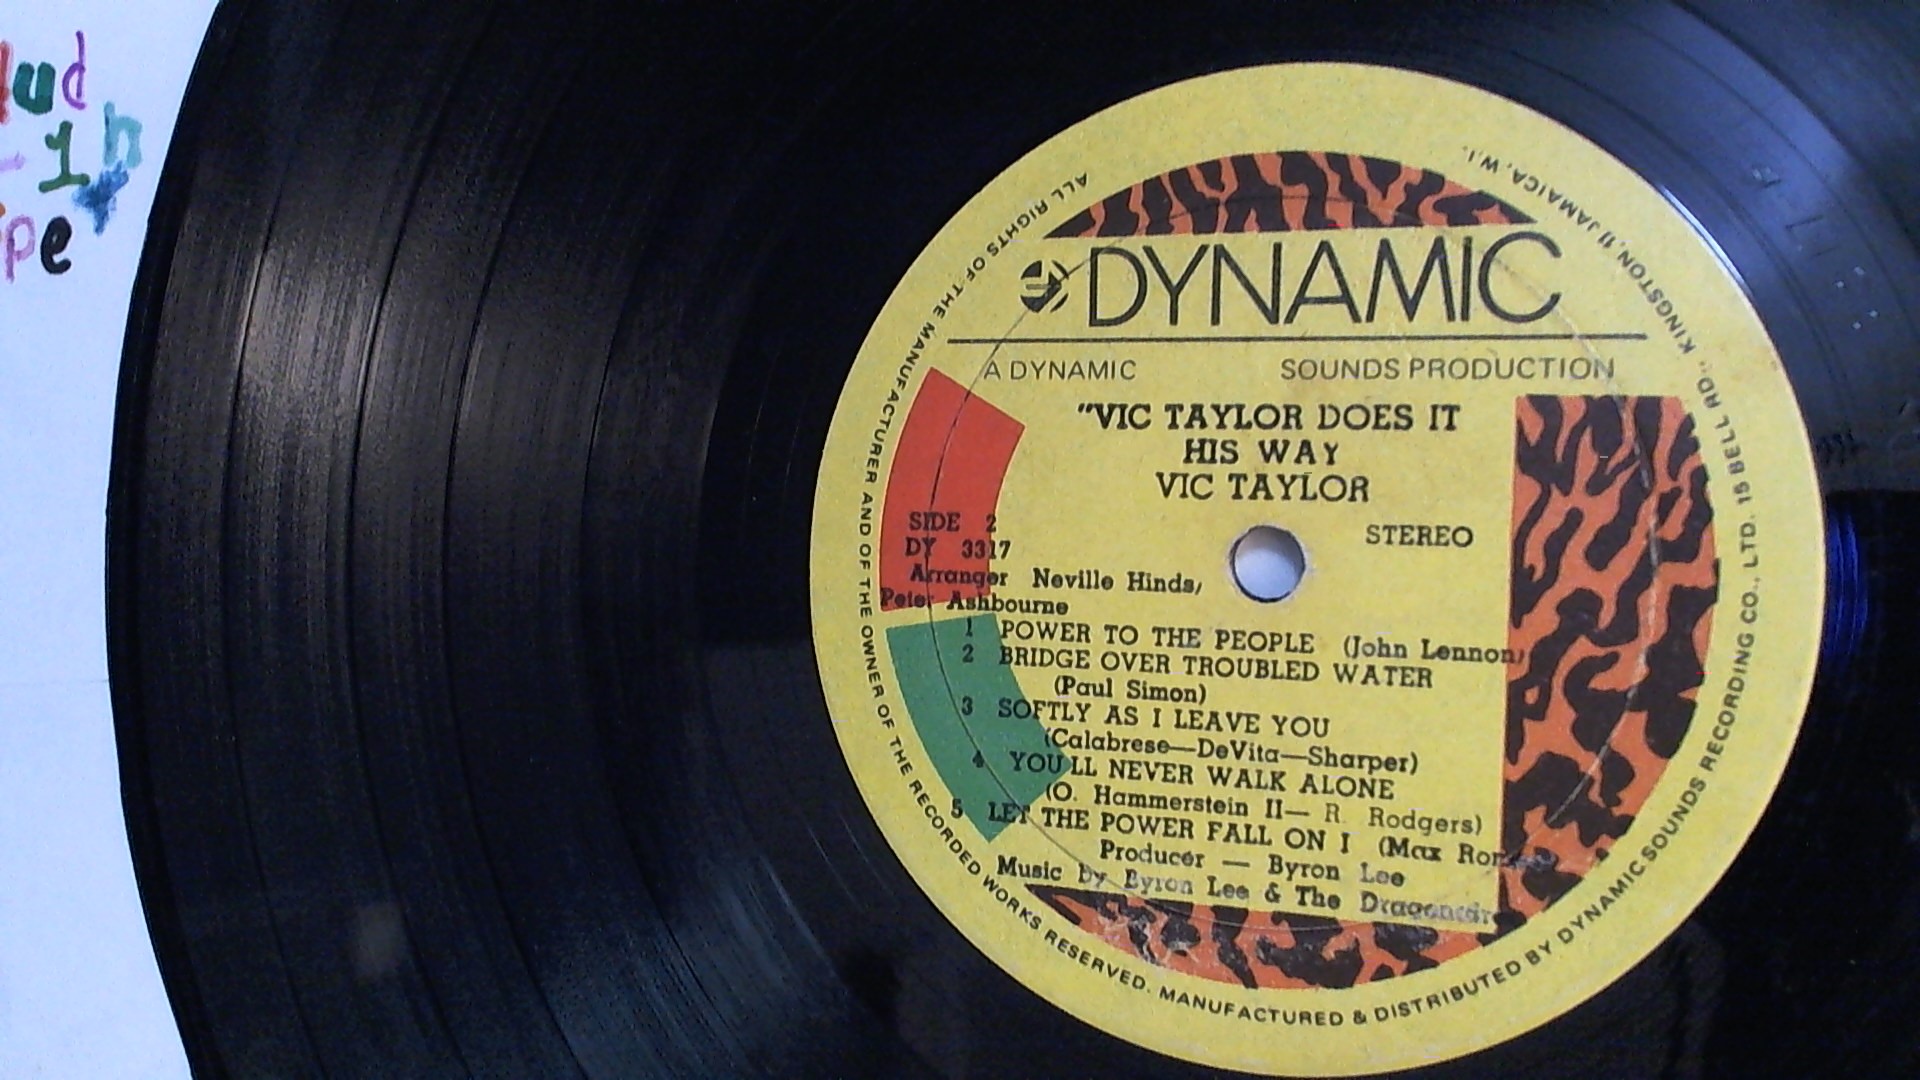 ud
-1h
pe
DYNAMIC
A DYNAMIC SOUNDS PRODUCTION
"VIC TAYLOR DOES IT
HIS WAY
VIC TAYLOR
STEREO
SIDE 2
DY 3317
Arranger Neville Hinds,
Peter Ashbourne
1 POWER TO THE PEOPLE (John Lennon)
2 BRIDGE OVER TROUBLED WATER
(Paul Simon)
3 SOFTLY AS I LEAVE YOU
(Calabrese—DeVita—Sharper)
4 YOU'LL NEVER WALK ALONE
(O. Hammerstein II— R. Rodgers)
5 LET THE POWER FALL ON I (Max
Producer — Byron Lee
Music by Byron Lee & The
ALL RIGHTS OF THE MANUFACTURER AND OF THE OWNER OF THE RECORDED WORKS RESERVED. MANUFACTURED & DISTRIBUTED BY DYNAMIC SOUNDS RECORDING CO., LTD. 15 BELL RD., KINGSTON, 11 JAMAICA, W.I.